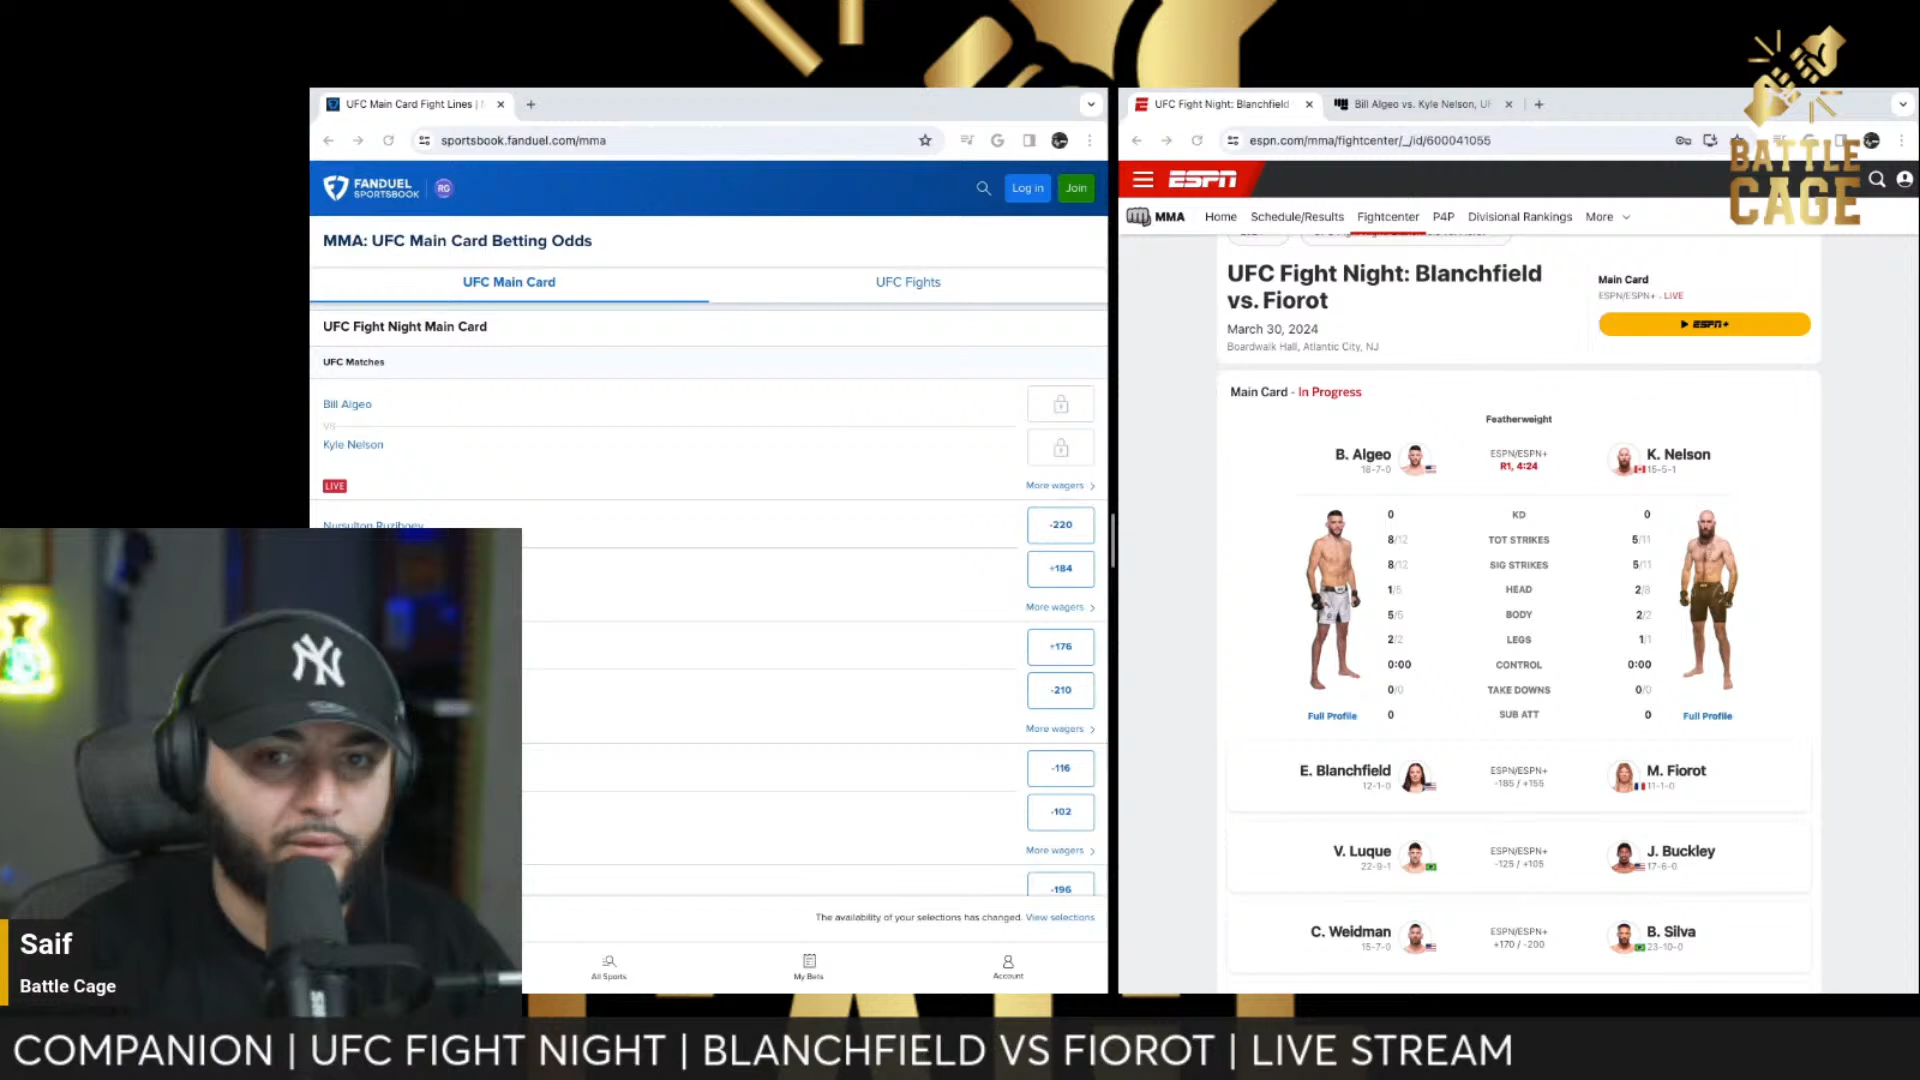 UFC Main Card Fight Lines |
sportsbook.fanduel.com/mma
FANDUEL
SPORTSBOOK
RG
Log in
Join
MMA: UFC Main Card Betting Odds
UFC Main Card
UFC Fights
UFC Fight Night Main Card
UFC Matches
Bill Algeo
VS
Kyle Nelson
LIVE
More wagers
Nursulton Ruziboev
-220
+184
More wagers
+176
-210
More wagers
-116
-102
More wagers
-196
The availability of your selections has changed. View selections
All Sports
My Bets
Account
UFC Fight Night: Blanchfield
Bill Algeo vs. Kyle Nelson, UF
espn.com/mma/fightcenter/_/id/600041055
ESPN
BATTLE
CAGE
MMA
Home
Schedule/Results
Fightcenter
P4P
Divisional Rankings
More
UFC Fight Night: Blanchfield
vs. Fiorot
March 30, 2024
Boardwalk Hall, Atlantic City, NJ
Main Card
ESPN/ESPN+ - LIVE
ESPN+
Main Card - In Progress
Featherweight
B. Algeo
18-7-0
ESPN/ESPN+
R1, 4:24
K. Nelson
15-5-1
0 KD 0
8/12 TOT STRIKES 5/11
8/12 SIG STRIKES 5/11
1/5 HEAD 2/8
5/5 BODY 2/2
2/2 LEGS 1/1
0:00 CONTROL 0:00
0/0 TAKE DOWNS 0/0
Full Profile 0 SUB ATT 0 Full Profile
E. Blanchfield
12-1-0
ESPN/ESPN+
-185 / +155
M. Fiorot
11-1-0
V. Luque
22-9-1
ESPN/ESPN+
-125 / +105
J. Buckley
17-6-0
C. Weidman
15-7-0
ESPN/ESPN+
+170 / -200
B. Silva
23-10-0
NY
Saif
Battle Cage
COMPANION | UFC FIGHT NIGHT | BLANCHFIELD VS FIOROT | LIVE STREAM